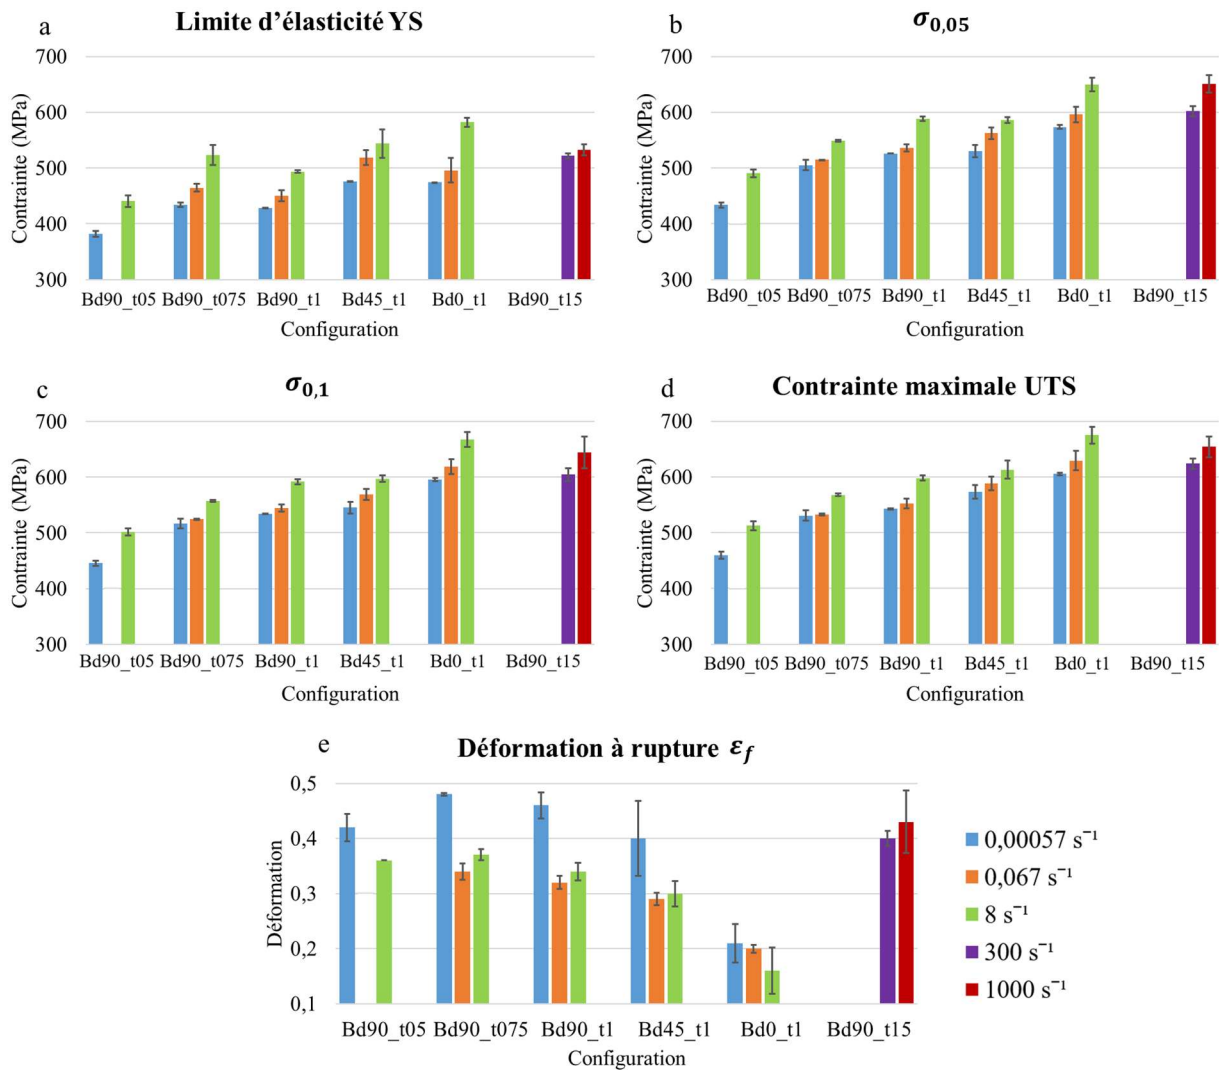 a
Limite d’élasticité YS
Contrainte (MPa)
700
600
500
400
300
Bd90_t05 Bd90_t075 Bd90_t1 Bd45_t1 Bd0_t1 Bd90_t15
Configuration
b
σ0,05
Contrainte (MPa)
700
600
500
400
300
Bd90_t05 Bd90_t075 Bd90_t1 Bd45_t1 Bd0_t1 Bd90_t15
Configuration
c
σ0,1
Contrainte (MPa)
700
600
500
400
300
Bd90_t05 Bd90_t075 Bd90_t1 Bd45_t1 Bd0_t1 Bd90_t15
Configuration
d
Contrainte maximale UTS
Contrainte (MPa)
700
600
500
400
300
Bd90_t05 Bd90_t075 Bd90_t1 Bd45_t1 Bd0_t1 Bd90_t15
Configuration
e
Déformation à rupture εf
Déformation
0,5
0,4
0,3
0,2
0,1
Bd90_t05 Bd90_t075 Bd90_t1 Bd45_t1 Bd0_t1 Bd90_t15
Configuration
0,00057 s⁻¹
0,067 s⁻¹
8 s⁻¹
300 s⁻¹
1000 s⁻¹